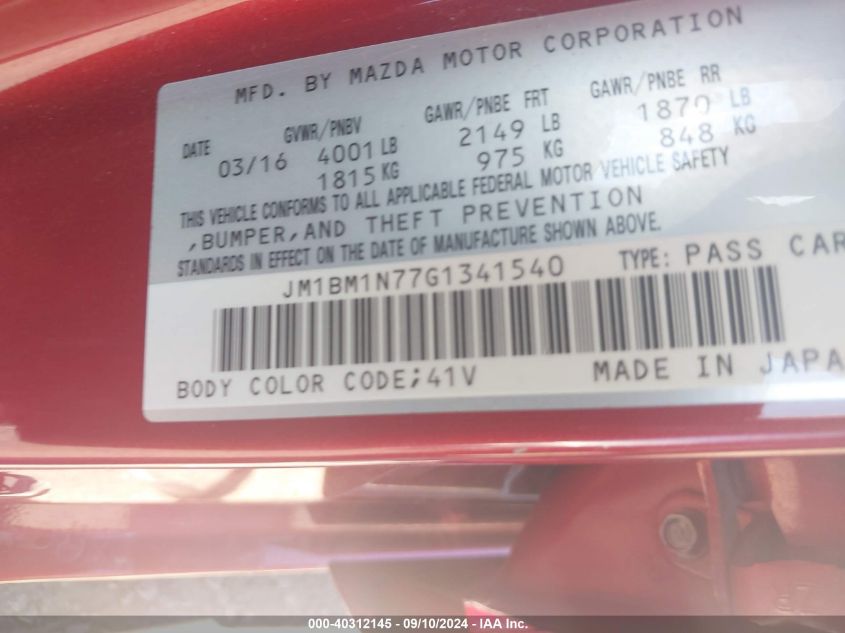 MFD. BY MAZDA MOTOR CORPORATION
DATE GVWR/PNBV GAWR/PNBE FRT GAWR/PNBE RR
03/16 4001 LB 2149 LB 1870 LB
1815 KG 975 KG 848 KG
THIS VEHICLE CONFORMS TO ALL APPLICABLE FEDERAL MOTOR VEHICLE SAFETY
,BUMPER,AND THEFT PREVENTION
STANDARDS IN EFFECT ON THE DATE OF MANUFACTURE SHOWN ABOVE.
JM1BM1N77G1341540 TYPE: PASS CAR
BODY COLOR CODE;41V MADE IN JAPA
000-40312145 - 09/10/2024 - IAA Inc.